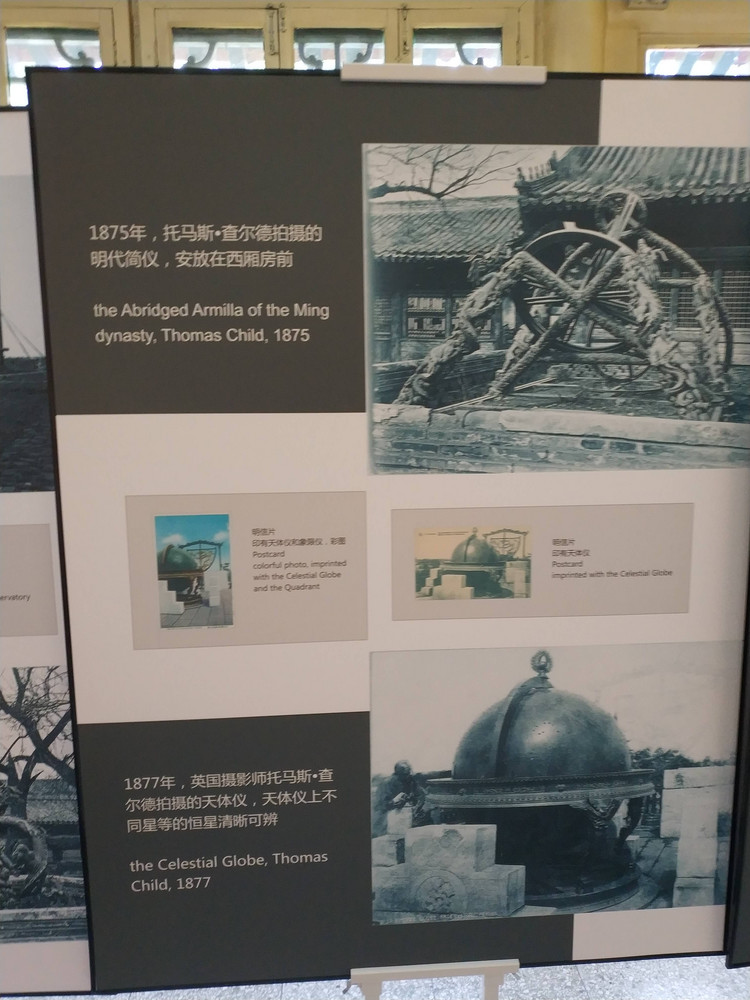 1875年，托马斯•查尔德拍摄的
明代简仪，安放在西厢房前
the Abridged Armilla of the Ming
dynasty, Thomas Child, 1875
明信片
印有天体仪和象限仪，彩图
Postcard
colorful photo, imprinted
with the Celestial Globe
and the Quadrant
明信片
印有天体仪
Postcard
imprinted with the Celestial Globe
ervatory
1877年，英国摄影师托马斯•查
尔德拍摄的天体仪，天体仪上不
同星等的恒星清晰可辨
the Celestial Globe, Thomas
Child, 1877